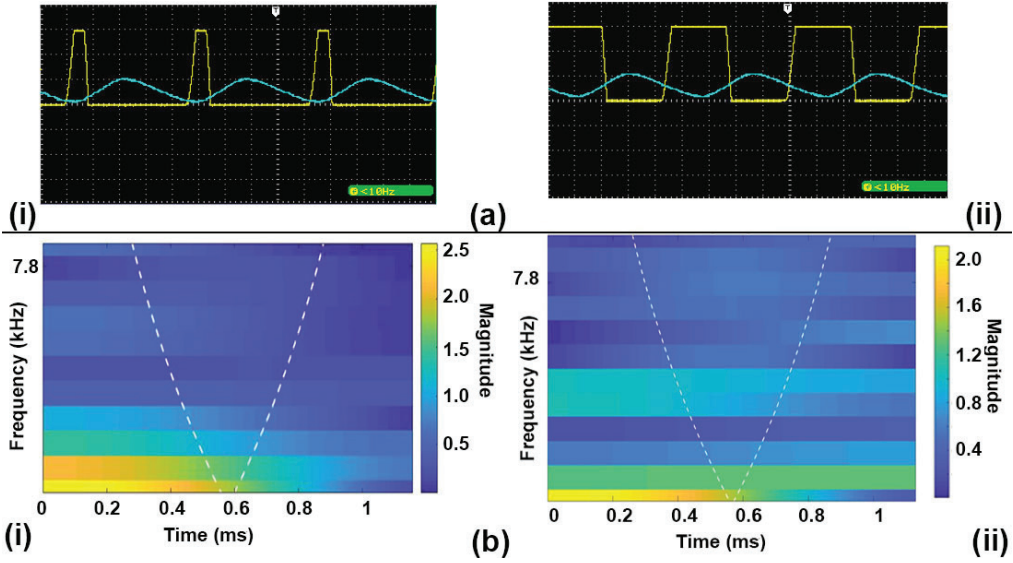 T
T
F <10Hz
F <10Hz
(i)
(a)
(ii)
7.8
Frequency (kHz)
0
0.2
0.4
0.6
0.8
1
Time (ms)
2.5
2.0
1.5
1.0
0.5
Magnitude
(i)
7.8
Frequency (kHz)
0
0.2
0.4
0.6
0.8
1
Time (ms)
2.0
1.6
1.2
0.8
0.4
Magnitude
(b)
(ii)